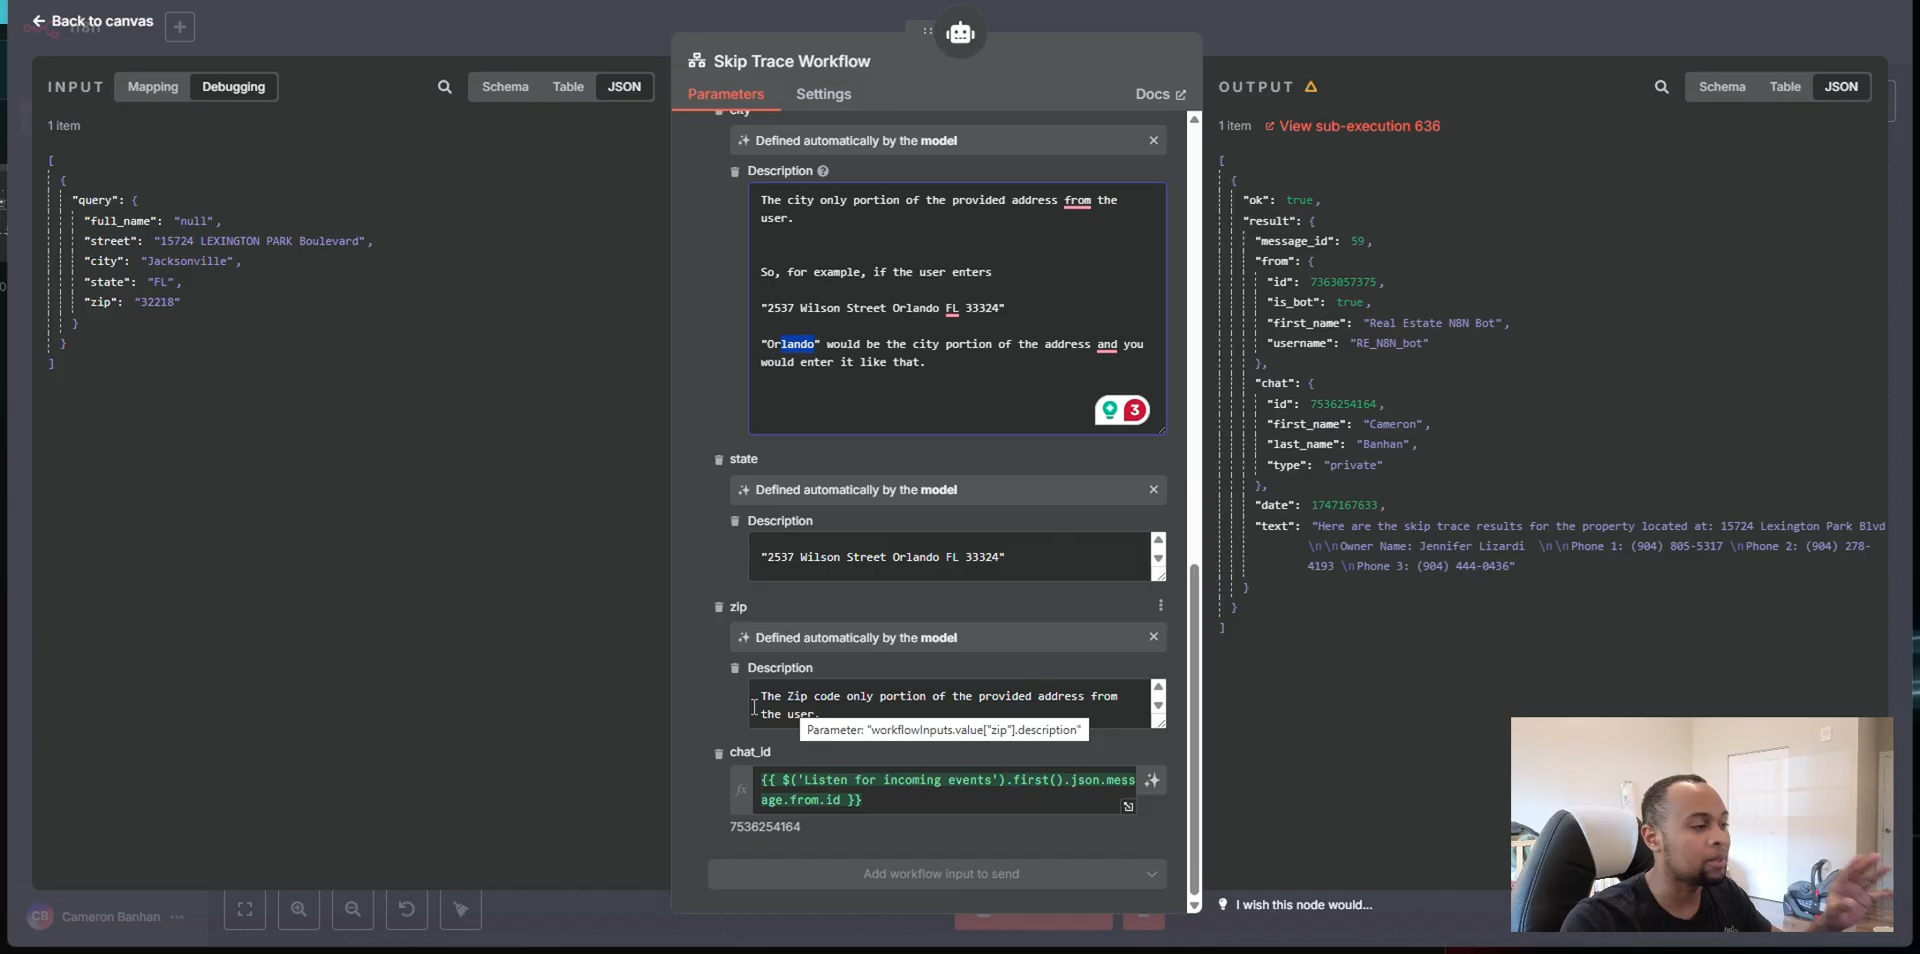 Back to canvas
n8n
Skip Trace Workflow
INPUT
Mapping
Debugging
Schema
Table
JSON
Parameters
Settings
Docs
OUTPUT
Schema
Table
JSON
1 item
1 item
View sub-execution 636
[
{
"query": {
"full_name": "null",
"street": "15724 LEXINGTON PARK Boulevard",
"city": "Jacksonville",
"state": "FL",
"zip": "32218"
}
}
]
city
Defined automatically by the model
Description
The city only portion of the provided address from the
user.
So, for example, if the user enters
"2537 Wilson Street Orlando FL 33324"
"Orlando" would be the city portion of the address and you
would enter it like that.
3
state
Defined automatically by the model
Description
"2537 Wilson Street Orlando FL 33324"
zip
Defined automatically by the model
Description
The Zip code only portion of the provided address from
the user.
Parameter: "workflowInputs.value["zip"].description"
chat_id
fx
{{ $('Listen for incoming events').first().json.mess
age.from.id }}
7536254164
Add workflow input to send
[
{
"ok": true,
"result": {
"message_id": 59,
"from": {
"id": 7363057375,
"is_bot": true,
"first_name": "Real Estate N8N Bot",
"username": "RE_N8N_bot"
},
"chat": {
"id": 7536254164,
"first_name": "Cameron",
"last_name": "Banhan",
"type": "private"
},
"date": 1747167633,
"text": "Here are the skip trace results for the property located at: 15724 Lexington Park Blvd
\n\nOwner Name: Jennifer Lizardi \n\nPhone 1: (904) 805-5317 \nPhone 2: (904) 278-
4193 \nPhone 3: (904) 444-0436"
}
}
]
CB
Cameron Banhan
I wish this node would...